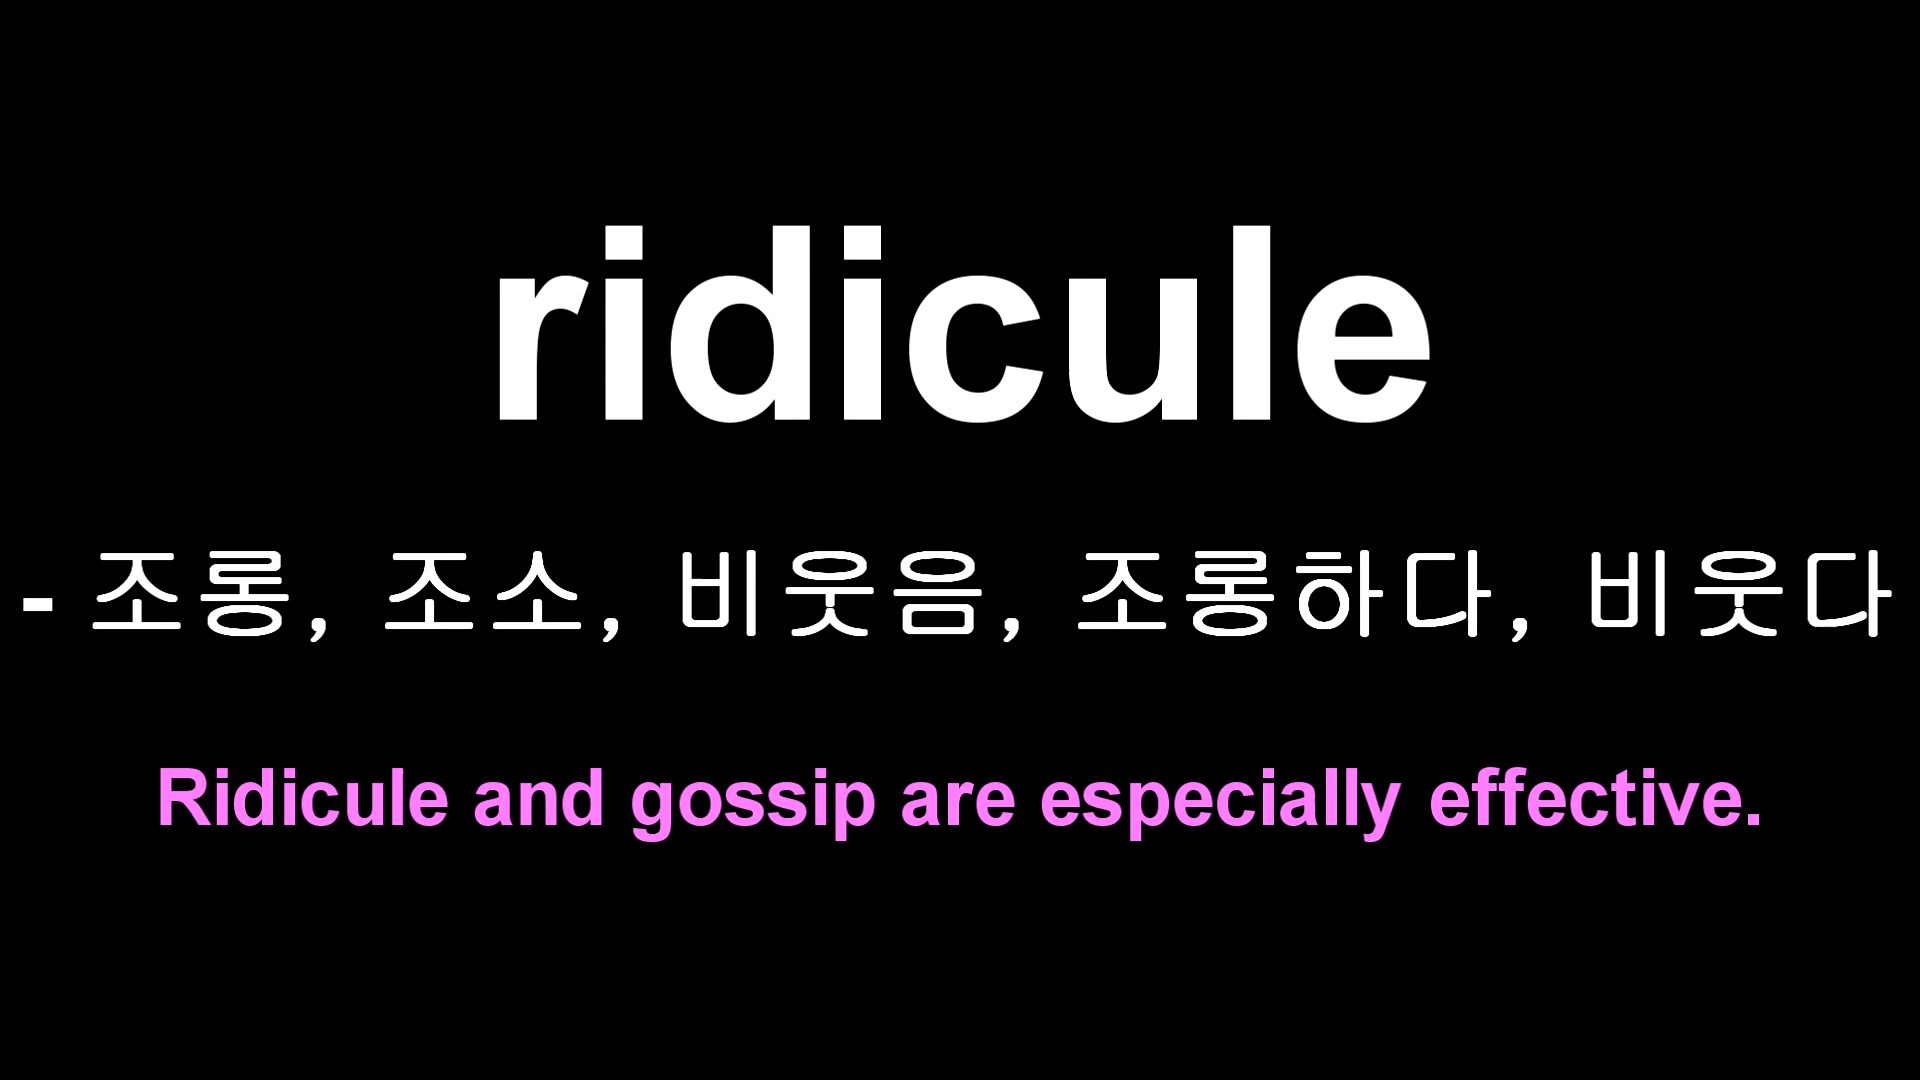 ridicule
- 조롱, 조소, 비웃음, 조롱하다, 비웃다
Ridicule and gossip are especially effective.